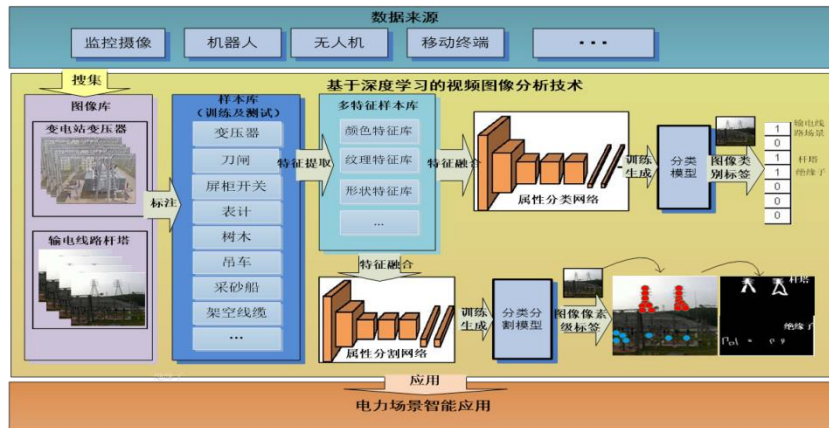 数据来源
监控摄像
机器人
无人机
移动终端
...
搜集
基于深度学习的视频图像分析技术
图像库
变电站变压器
输电线路杆塔
标注
样本库
(训练及测试)
变压器
刀闸
屏柜开关
表计
树木
吊车
采砂船
架空线缆
...
特征提取
多特征样本库
颜色特征库
纹理特征库
形状特征库
...
特征融合
属性分类网络
训练
生成
分类
模型
图像类
别标签
1
0
1
1
0
0
0
输电线
路场景
杆塔
绝缘子
特征融合
属性分割网络
训练
生成
分类分
割模型
图像像素
级标签
杆塔
绝缘子
应用
电力场景智能应用